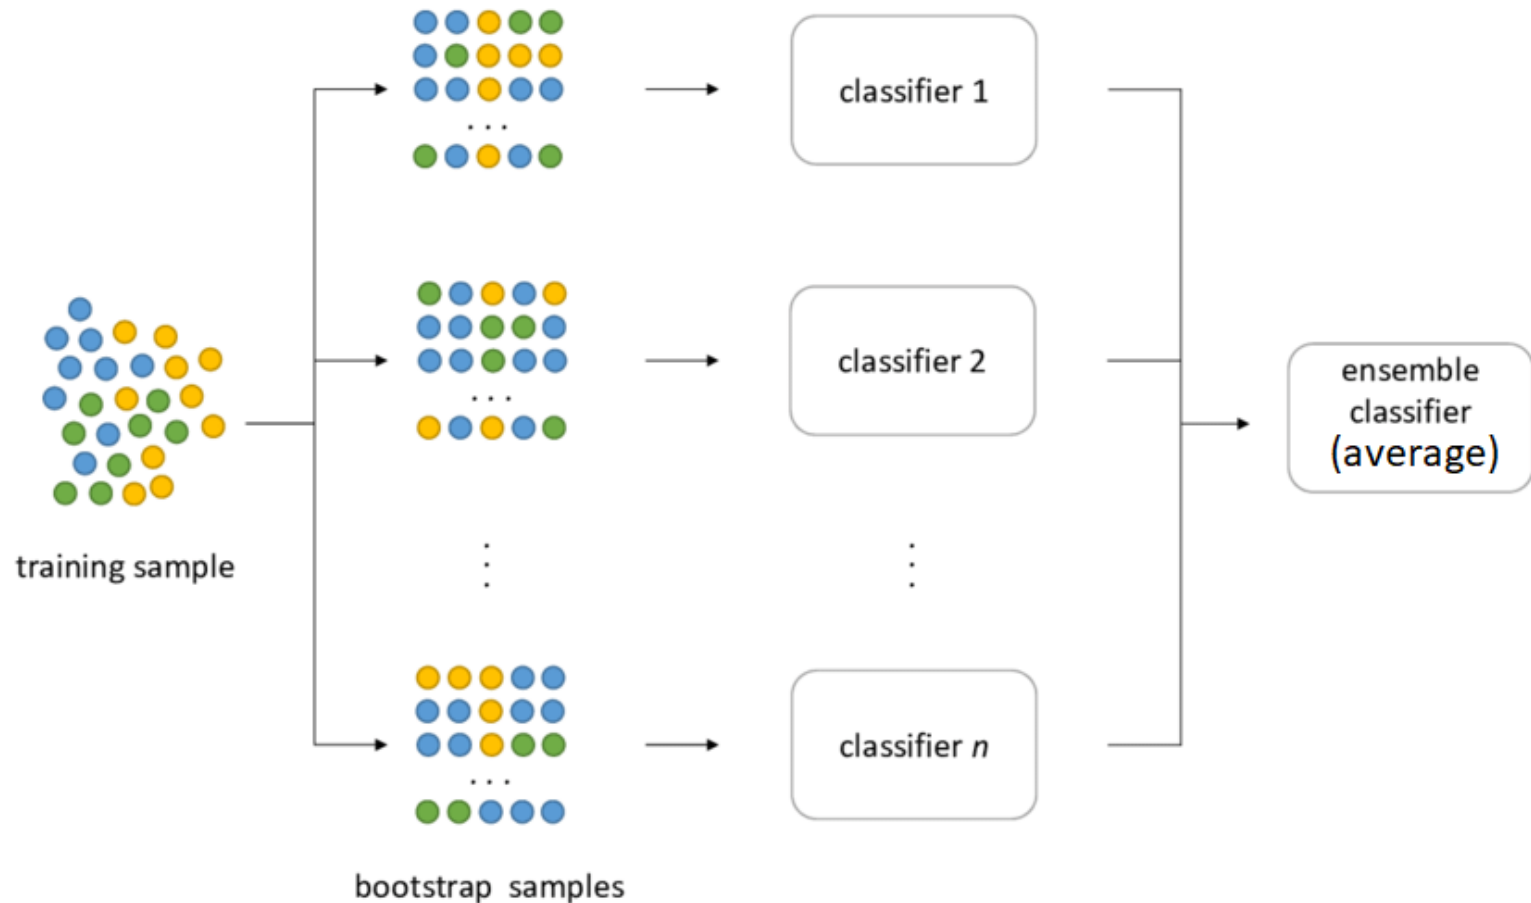 classifier 1
classifier 2
ensemble
classifier
(average)
training sample
classifier n
bootstrap samples